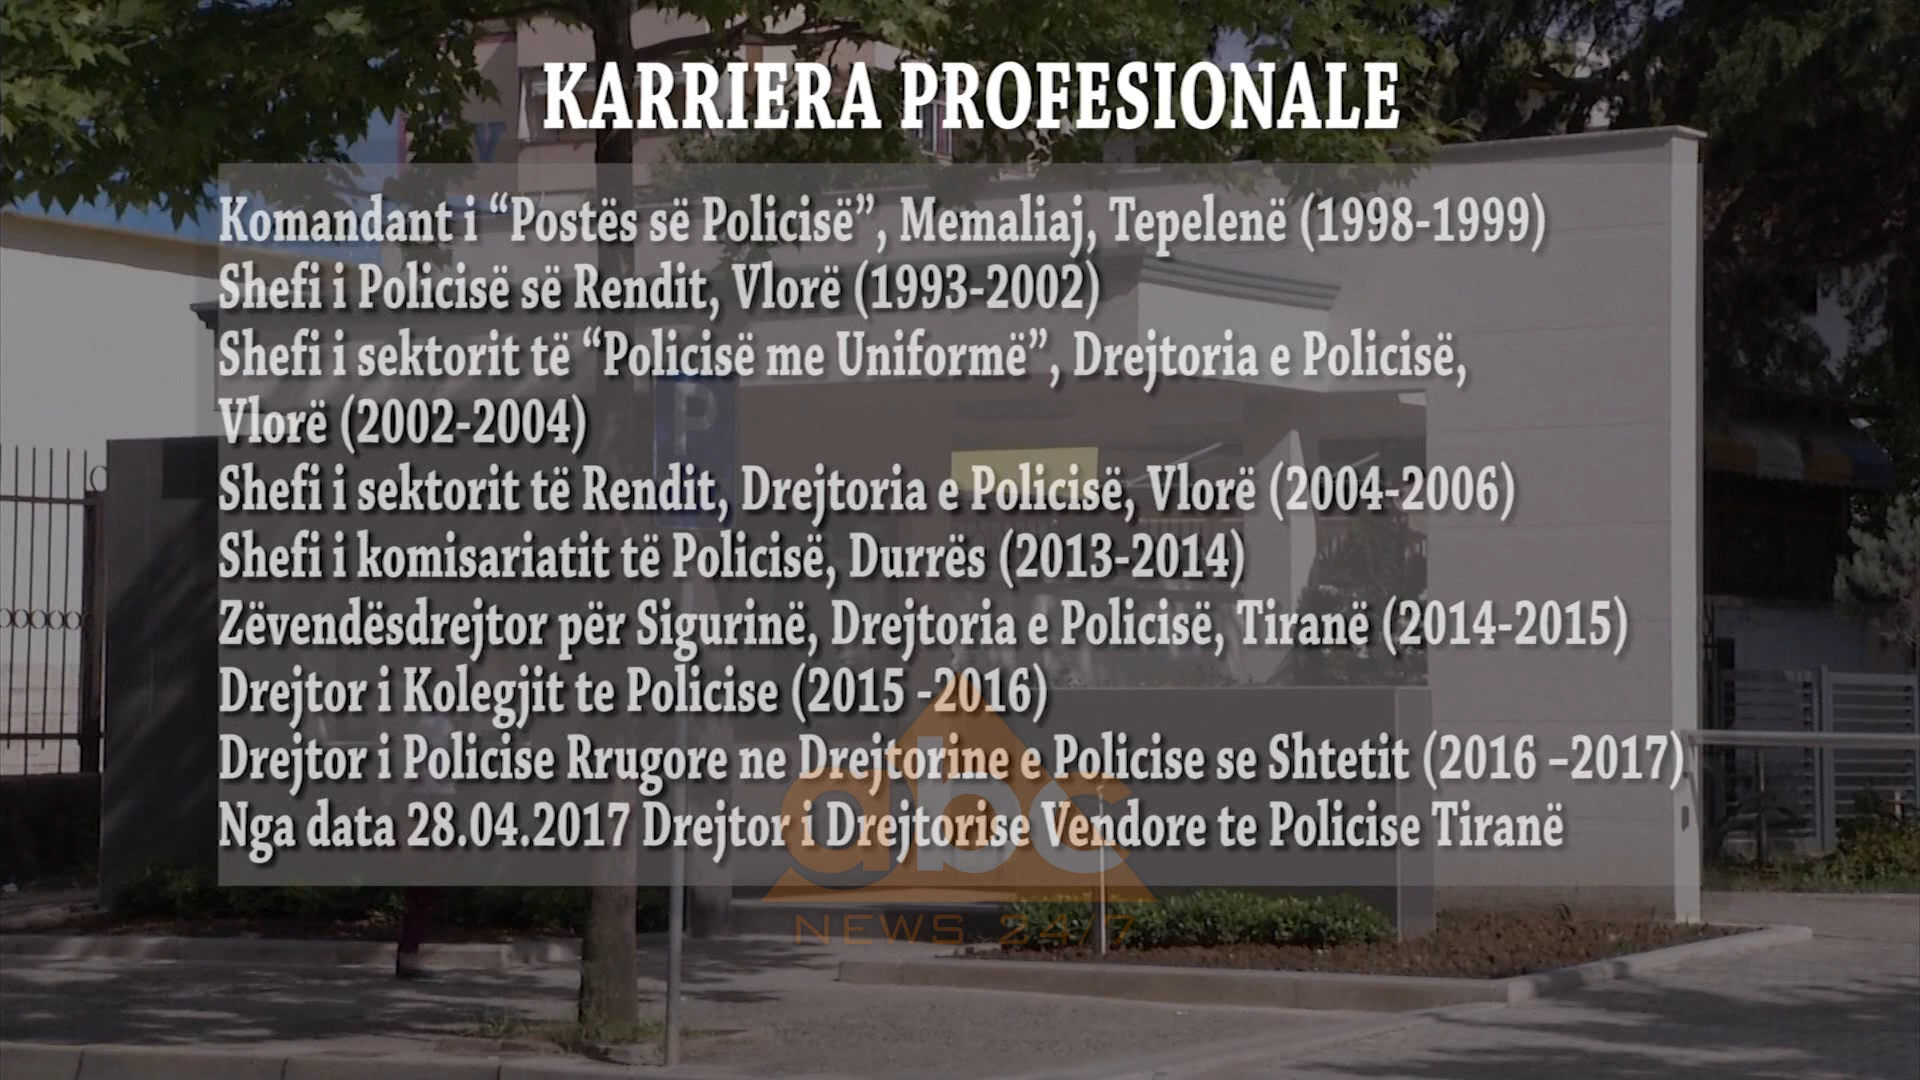 KARRIERA PROFESIONALE
Komandant i “Postës së Policisë”, Memaliaj, Tepelenë (1998-1999)
Shefi i Policisë së Rendit, Vlorë (1993-2002)
Shefi i sektorit të “Policisë me Uniformë”, Drejtoria e Policisë,
Vlorë (2002-2004)
Shefi i sektorit të Rendit, Drejtoria e Policisë, Vlorë (2004-2006)
Shefi i komisariatit të Policisë, Durrës (2013-2014)
Zëvendësdrejtor për Sigurinë, Drejtoria e Policisë, Tiranë (2014-2015)
Drejtor i Kolegjit te Policise (2015 -2016)
Drejtor i Policise Rrugore ne Drejtorine e Policise se Shtetit (2016 –2017)
Nga data 28.04.2017 Drejtor i Drejtorise Vendore te Policise Tiranë
abc
NEWS 24/7
P
V